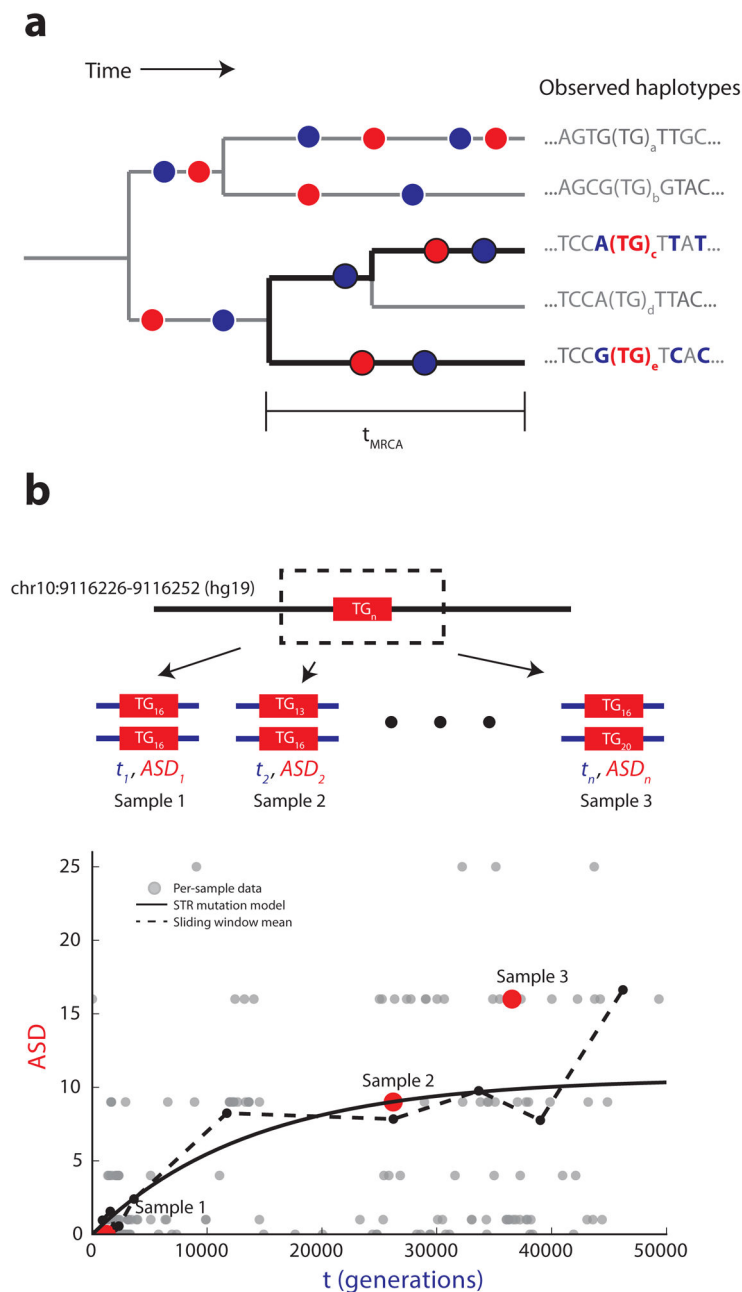 a
Time
Observed haplotypes
...AGTG(TG)aTTGC...
...AGCG(TG)bGTAC...
...TCCA(TG)cTTAT...
...TCCA(TG)dTTAC...
...TCCG(TG)eTCAC...
tMRCA
b
chr10:9116226-9116252 (hg19)
TGn
TG16 TG13 TG16
TG16 TG16 TG20
t1, ASD1 t2, ASD2 tn, ASDn
Sample 1 Sample 2 Sample 3
25
Per-sample data
STR mutation model
Sliding window mean
20
Sample 3
15
ASD
Sample 2
10
5
Sample 1
0
0 10000 20000 30000 40000 50000
t (generations)